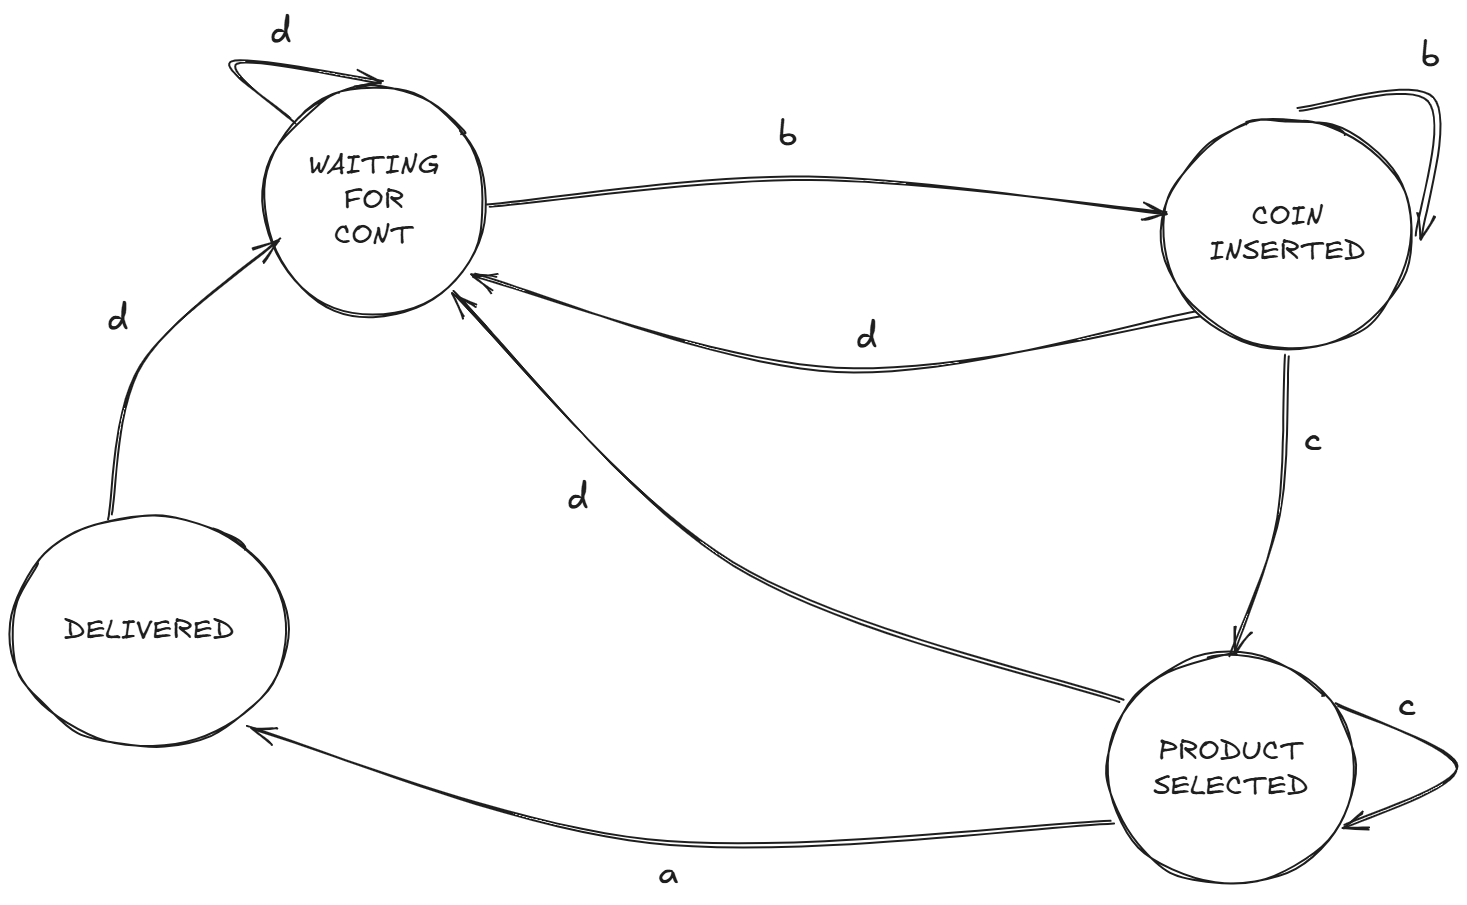 d
b
b
WAITING
FOR
CONT
COIN
INSERTED
d
d
c
d
DELIVERED
c
PRODUCT
SELECTED
a